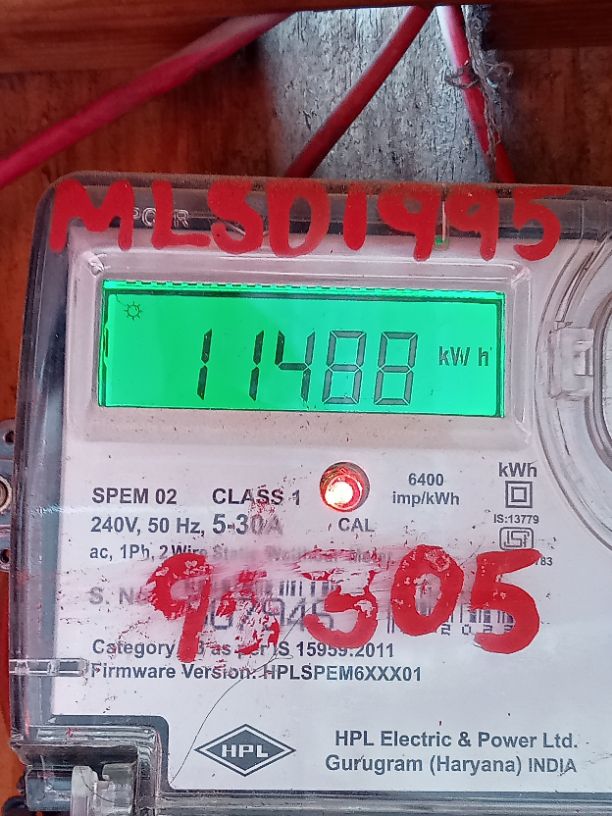 MLSD1995
11488 kWh
SPEM 02 CLASS 1
6400 imp/kWh
kWh
240V, 50 Hz, 5-30A
CAL
IS:13779
ac, 1Ph, 2 Wire
S. N
305
Category as per IS 15959:2011
Firmware Version: HPLSPEM6XXX01
HPL
HPL Electric & Power Ltd.
Gurugram (Haryana) INDIA